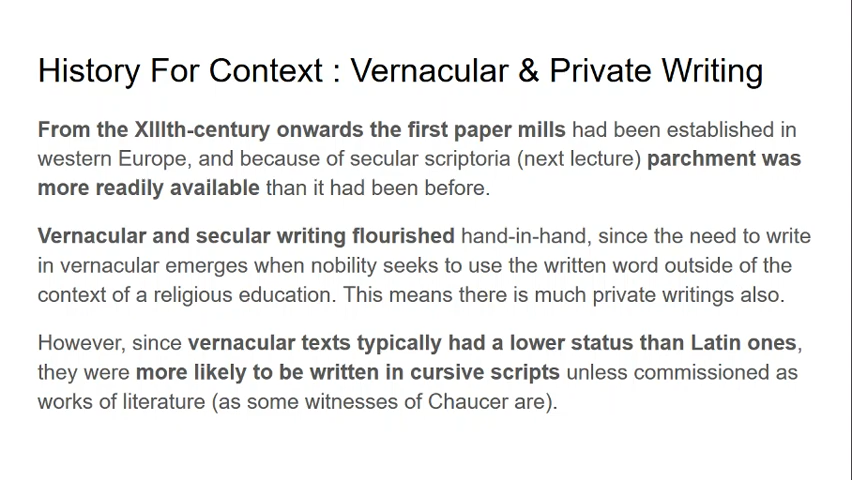 History For Context : Vernacular & Private Writing
From the XIIIth-century onwards the first paper mills had been established in
western Europe, and because of secular scriptoria (next lecture) parchment was
more readily available than it had been before.
Vernacular and secular writing flourished hand-in-hand, since the need to write
in vernacular emerges when nobility seeks to use the written word outside of the
context of a religious education. This means there is much private writings also.
However, since vernacular texts typically had a lower status than Latin ones,
they were more likely to be written in cursive scripts unless commissioned as
works of literature (as some witnesses of Chaucer are).